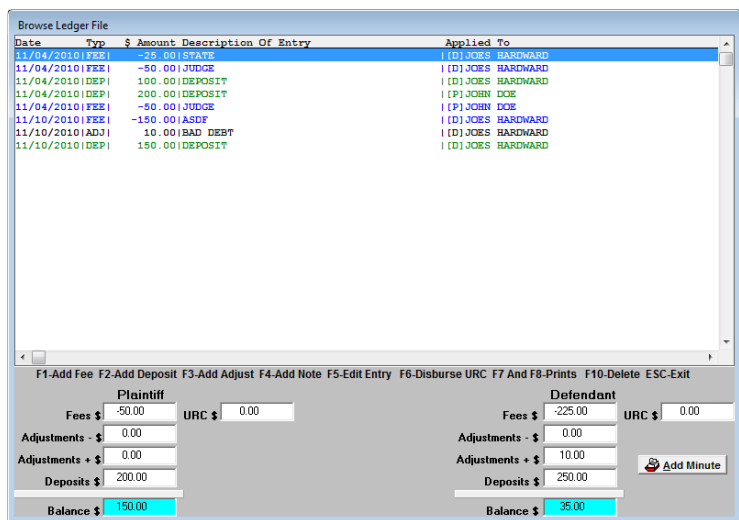 Browse Ledger File
Date Typ $ Amount Description Of Entry Applied To
11/04/2010|FEE| -25.00|STATE |[D]JOES HARDWARD
11/04/2010|FEE| -50.00|JUDGE |[D]JOES HARDWARD
11/04/2010|DEP| 100.00|DEPOSIT |[D]JOES HARDWARD
11/04/2010|DEP| 200.00|DEPOSIT |[P]JOHN DOE
11/04/2010|FEE| -50.00|JUDGE |[P]JOHN DOE
11/10/2010|FEE| -150.00|ASDF |[D]JOES HARDWARD
11/10/2010|ADJ| 10.00|BAD DEBT |[D]JOES HARDWARD
11/10/2010|DEP| 150.00|DEPOSIT |[D]JOES HARDWARD
F1-Add Fee F2-Add Deposit F3-Add Adjust F4-Add Note F5-Edit Entry F6-Disburse URC F7 And F8-Prints F10-Delete ESC-Exit
Plaintiff Defendant
Fees $ -50.00 URC $ 0.00 Fees $ -225.00 URC $ 0.00
Adjustments - $ 0.00 Adjustments - $ 0.00
Adjustments + $ 0.00 Adjustments + $ 10.00 Add Minute
Deposits $ 200.00 Deposits $ 250.00
Balance $ 150.00 Balance $ 35.00